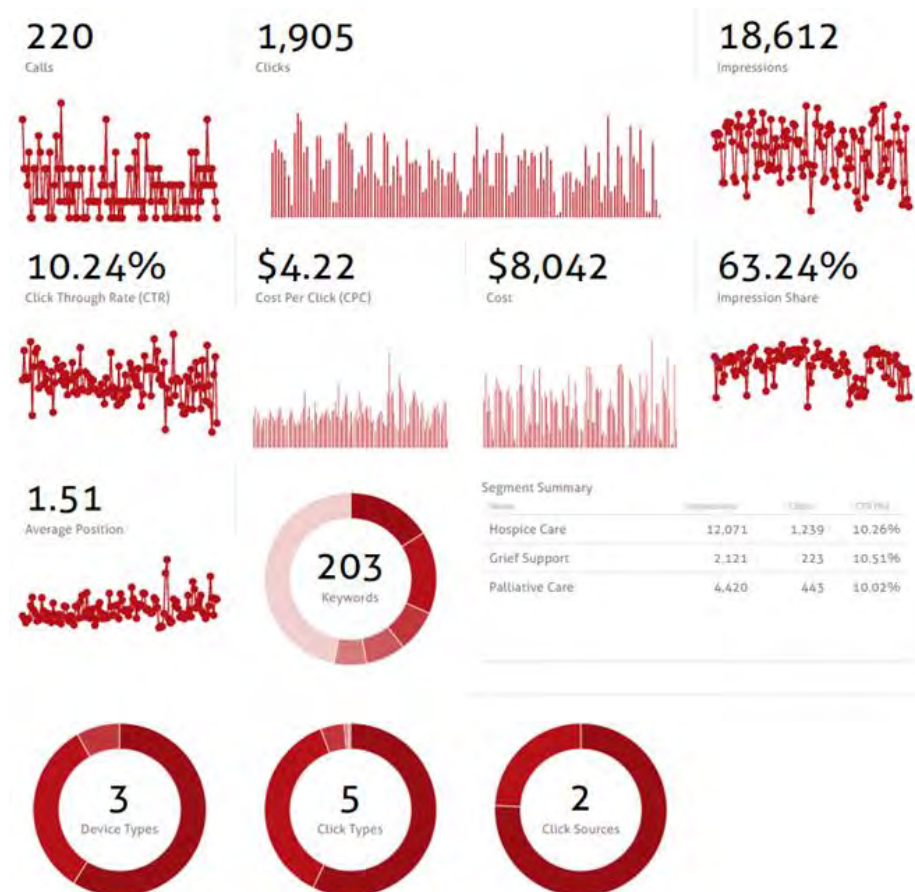 220
Calls
1,905
Clicks
18,612
Impressions
10.24%
Click Through Rate (CTR)
$4.22
Cost Per Click (CPC)
$8,042
Cost
63.24%
Impression Share
1.51
Average Position
203
Keywords
Segment Summary
Hospice Care 12,071 1,239 10.26%
Grief Support 2,121 223 10.51%
Palliative Care 4,420 443 10.02%
3
Device Types
5
Click Types
2
Click Sources